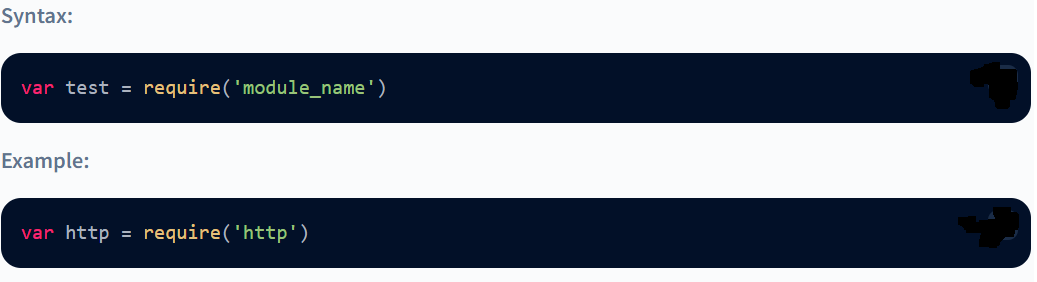 Syntax:
var test = require('module_name')
Example:
var http = require('http')